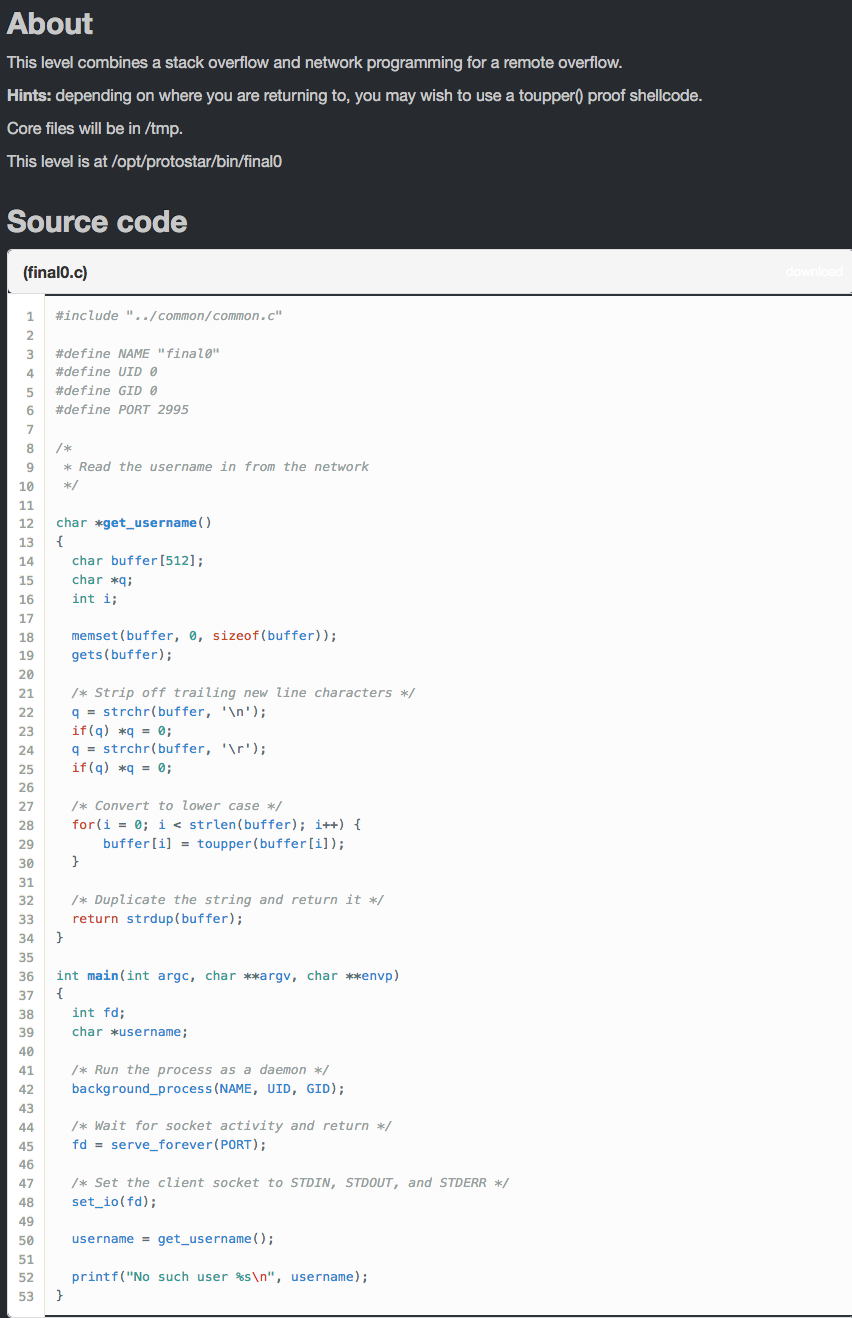 About
This level combines a stack overflow and network programming for a remote overflow.
Hints: depending on where you are returning to, you may wish to use a toupper() proof shellcode.
Core files will be in /tmp.
This level is at /opt/protostar/bin/final0
Source code
(final0.c) download
1 #include "../common/common.c"
2
3 #define NAME "final0"
4 #define UID 0
5 #define GID 0
6 #define PORT 2995
7
8 /*
9  * Read the username in from the network
10  */
11
12 char *get_username()
13 {
14   char buffer[512];
15   char *q;
16   int i;
17
18   memset(buffer, 0, sizeof(buffer));
19   gets(buffer);
20
21   /* Strip off trailing new line characters */
22   q = strchr(buffer, '\n');
23   if(q) *q = 0;
24   q = strchr(buffer, '\r');
25   if(q) *q = 0;
26
27   /* Convert to lower case */
28   for(i = 0; i < strlen(buffer); i++) {
29       buffer[i] = toupper(buffer[i]);
30   }
31
32   /* Duplicate the string and return it */
33   return strdup(buffer);
34 }
35
36 int main(int argc, char **argv, char **envp)
37 {
38   int fd;
39   char *username;
40
41   /* Run the process as a daemon */
42   background_process(NAME, UID, GID);
43
44   /* Wait for socket activity and return */
45   fd = serve_forever(PORT);
46
47   /* Set the client socket to STDIN, STDOUT, and STDERR */
48   set_io(fd);
49
50   username = get_username();
51
52   printf("No such user %s\n", username);
53 }